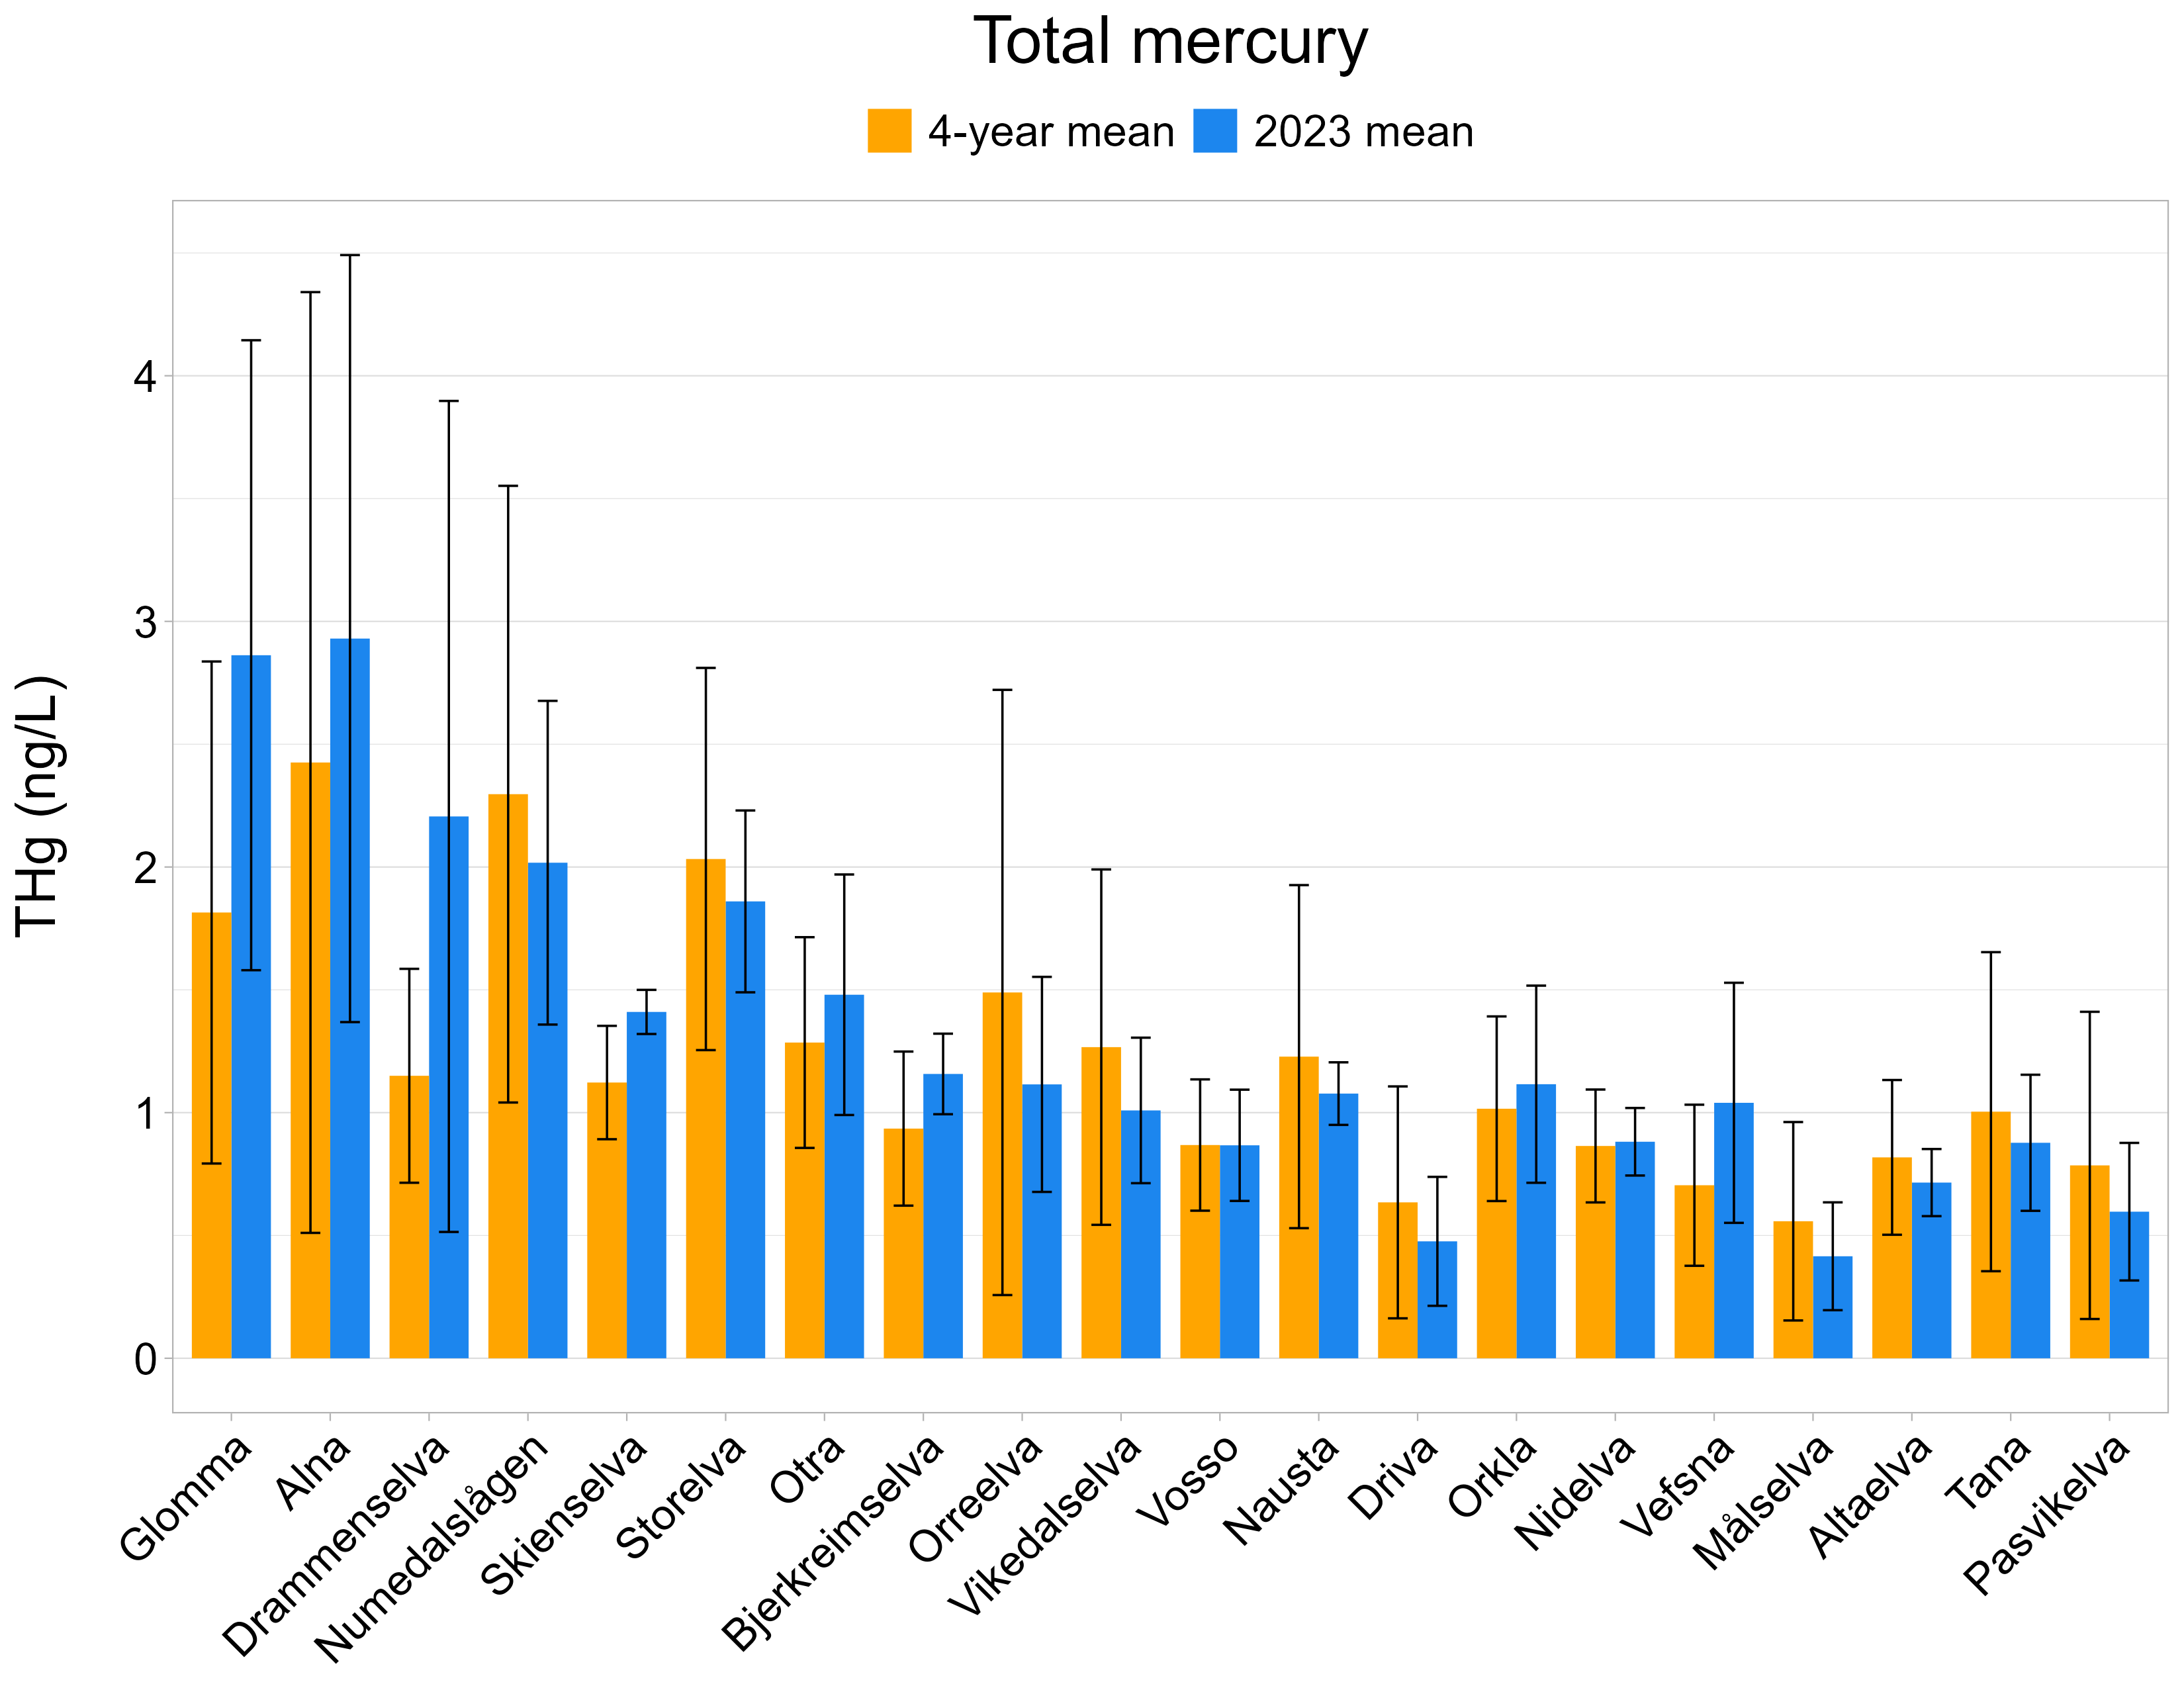 Total mercury
4-year mean 2023 mean
THg (ng/L)
4
3
2
1
0
Glomma
Alna
Drammenselva
Numedalslågen
Skienselva
Storelva
Otra
Bjerkreimselva
Orreelva
Vikedalselva
Vosso
Nausta
Driva
Orkla
Nidelva
Vefsna
Målselva
Altaelva
Tana
Pasvikelva